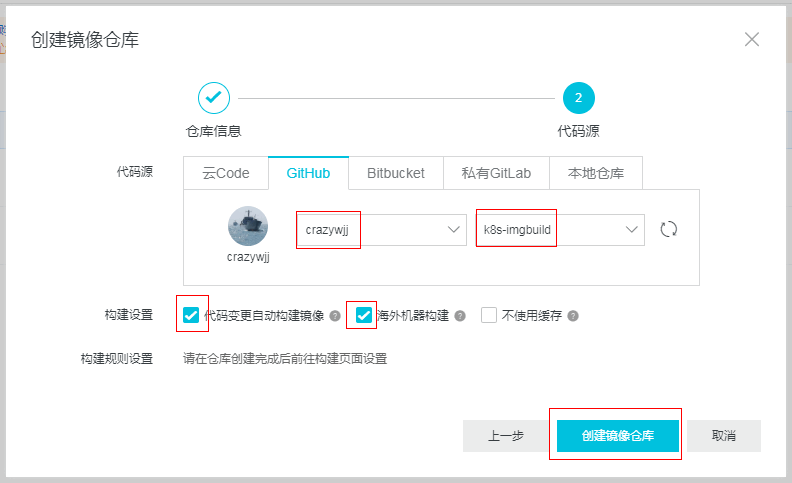 创建镜像仓库
2
仓库信息 代码源
代码源 云Code GitHub Bitbucket 私有GitLab 本地仓库
crazywjj k8s-imgbuild
crazywjj
构建设置 代码变更自动构建镜像 ? 海外机器构建 ? 不使用缓存 ?
构建规则设置 请在仓库创建完成后前往构建页面设置
上一步 创建镜像仓库 取消